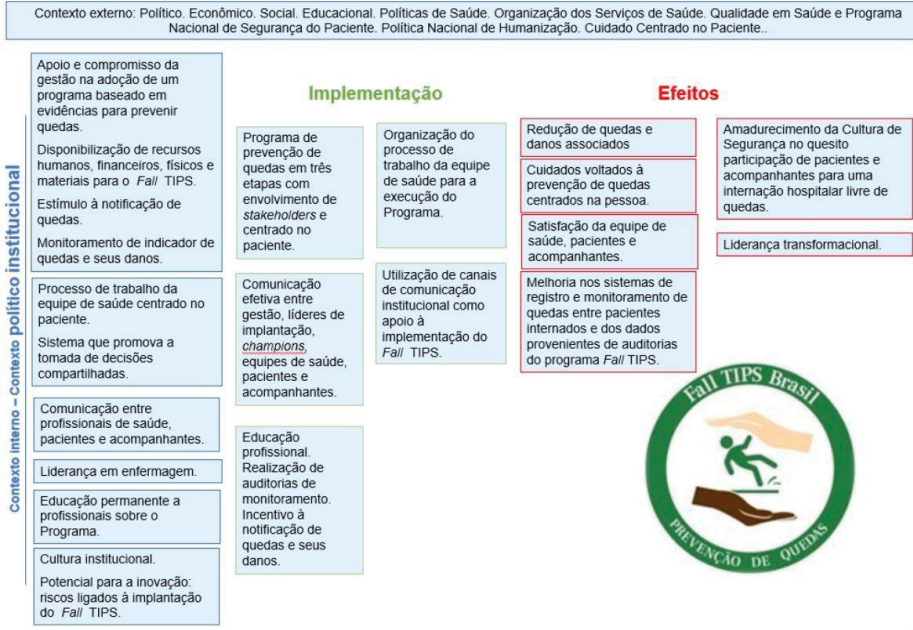 Contexto externo: Político. Econômico. Social. Educacional. Políticas de Saúde. Organização dos Serviços de Saúde. Qualidade em Saúde e Programa
Nacional de Segurança do Paciente. Política Nacional de Humanização. Cuidado Centrado no Paciente..
Contexto interno – Contexto político institucional
Apoio e compromisso da
gestão na adoção de um
programa baseado em
evidências para prevenir
quedas.
Disponibilização de recursos
humanos, financeiros, físicos e
materiais para o Fall TIPS.
Estímulo à notificação de
quedas.
Monitoramento de indicador de
quedas e seus danos.
Processo de trabalho da
equipe de saúde centrado no
paciente.
Sistema que promova a
tomada de decisões
compartilhadas.
Comunicação entre
profissionais de saúde,
pacientes e acompanhantes.
Liderança em enfermagem.
Educação permanente a
profissionais sobre o
Programa.
Cultura institucional.
Potencial para a inovação:
riscos ligados à implantação
do Fall TIPS.
Implementação
Programa de
prevenção de
quedas em três
etapas com
envolvimento de
stakeholders e
centrado no
paciente.
Comunicação
efetiva entre
gestão, líderes de
implantação,
champions,
equipes de saúde,
pacientes e
acompanhantes.
Educação
profissional.
Realização de
auditorias de
monitoramento.
Incentivo à
notificação de
quedas e seus
danos.
Organização do
processo de
trabalho da equipe
de saúde para a
execução do
Programa.
Utilização de canais
de comunicação
institucional como
apoio à
implementação do
Fall TIPS.
Efeitos
Redução de quedas e
danos associados
Cuidados voltados à
prevenção de quedas
centrados na pessoa.
Satisfação da equipe de
saúde, pacientes e
acompanhantes.
Melhoria nos sistemas de
registro e monitoramento de
quedas entre pacientes
internados e dos dados
provenientes de auditorias
do programa Fall TIPS.
Amadurecimento da Cultura de
Segurança no quesito
participação de pacientes e
acompanhantes para uma
internação hospitalar livre de
quedas.
Liderança transformacional.
Fall TIPS Brasil
PREVENÇÃO DE QUEDAS